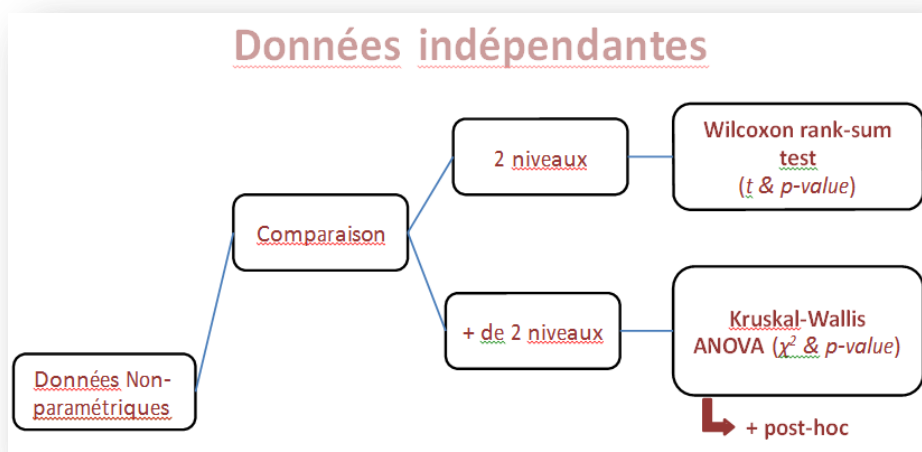 Données indépendantes
2 niveaux
Wilcoxon rank-sum
test
(t & p-value)
Comparaison
+ de 2 niveaux
Kruskal-Wallis
ANOVA (χ² & p-value)
Données Non-
paramétriques
+ post-hoc